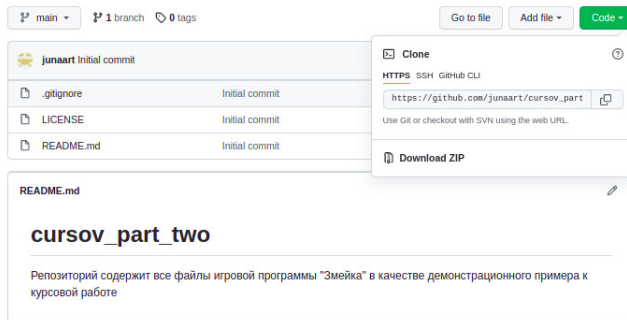 main 1 branch 0 tags Go to file Add file Code
junaart Initial commit
Clone
.gitignore Initial commit
HTTPS SSH GitHub CLI
LICENSE Initial commit
https://github.com/junaart/cursov_part
Use Git or checkout with SVN using the web URL.
README.md Initial commit
Download ZIP
README.md
cursov_part_two
Репозиторий содержит все файлы игровой программы "Змейка" в качестве демонстрационного примера к
курсовой работе